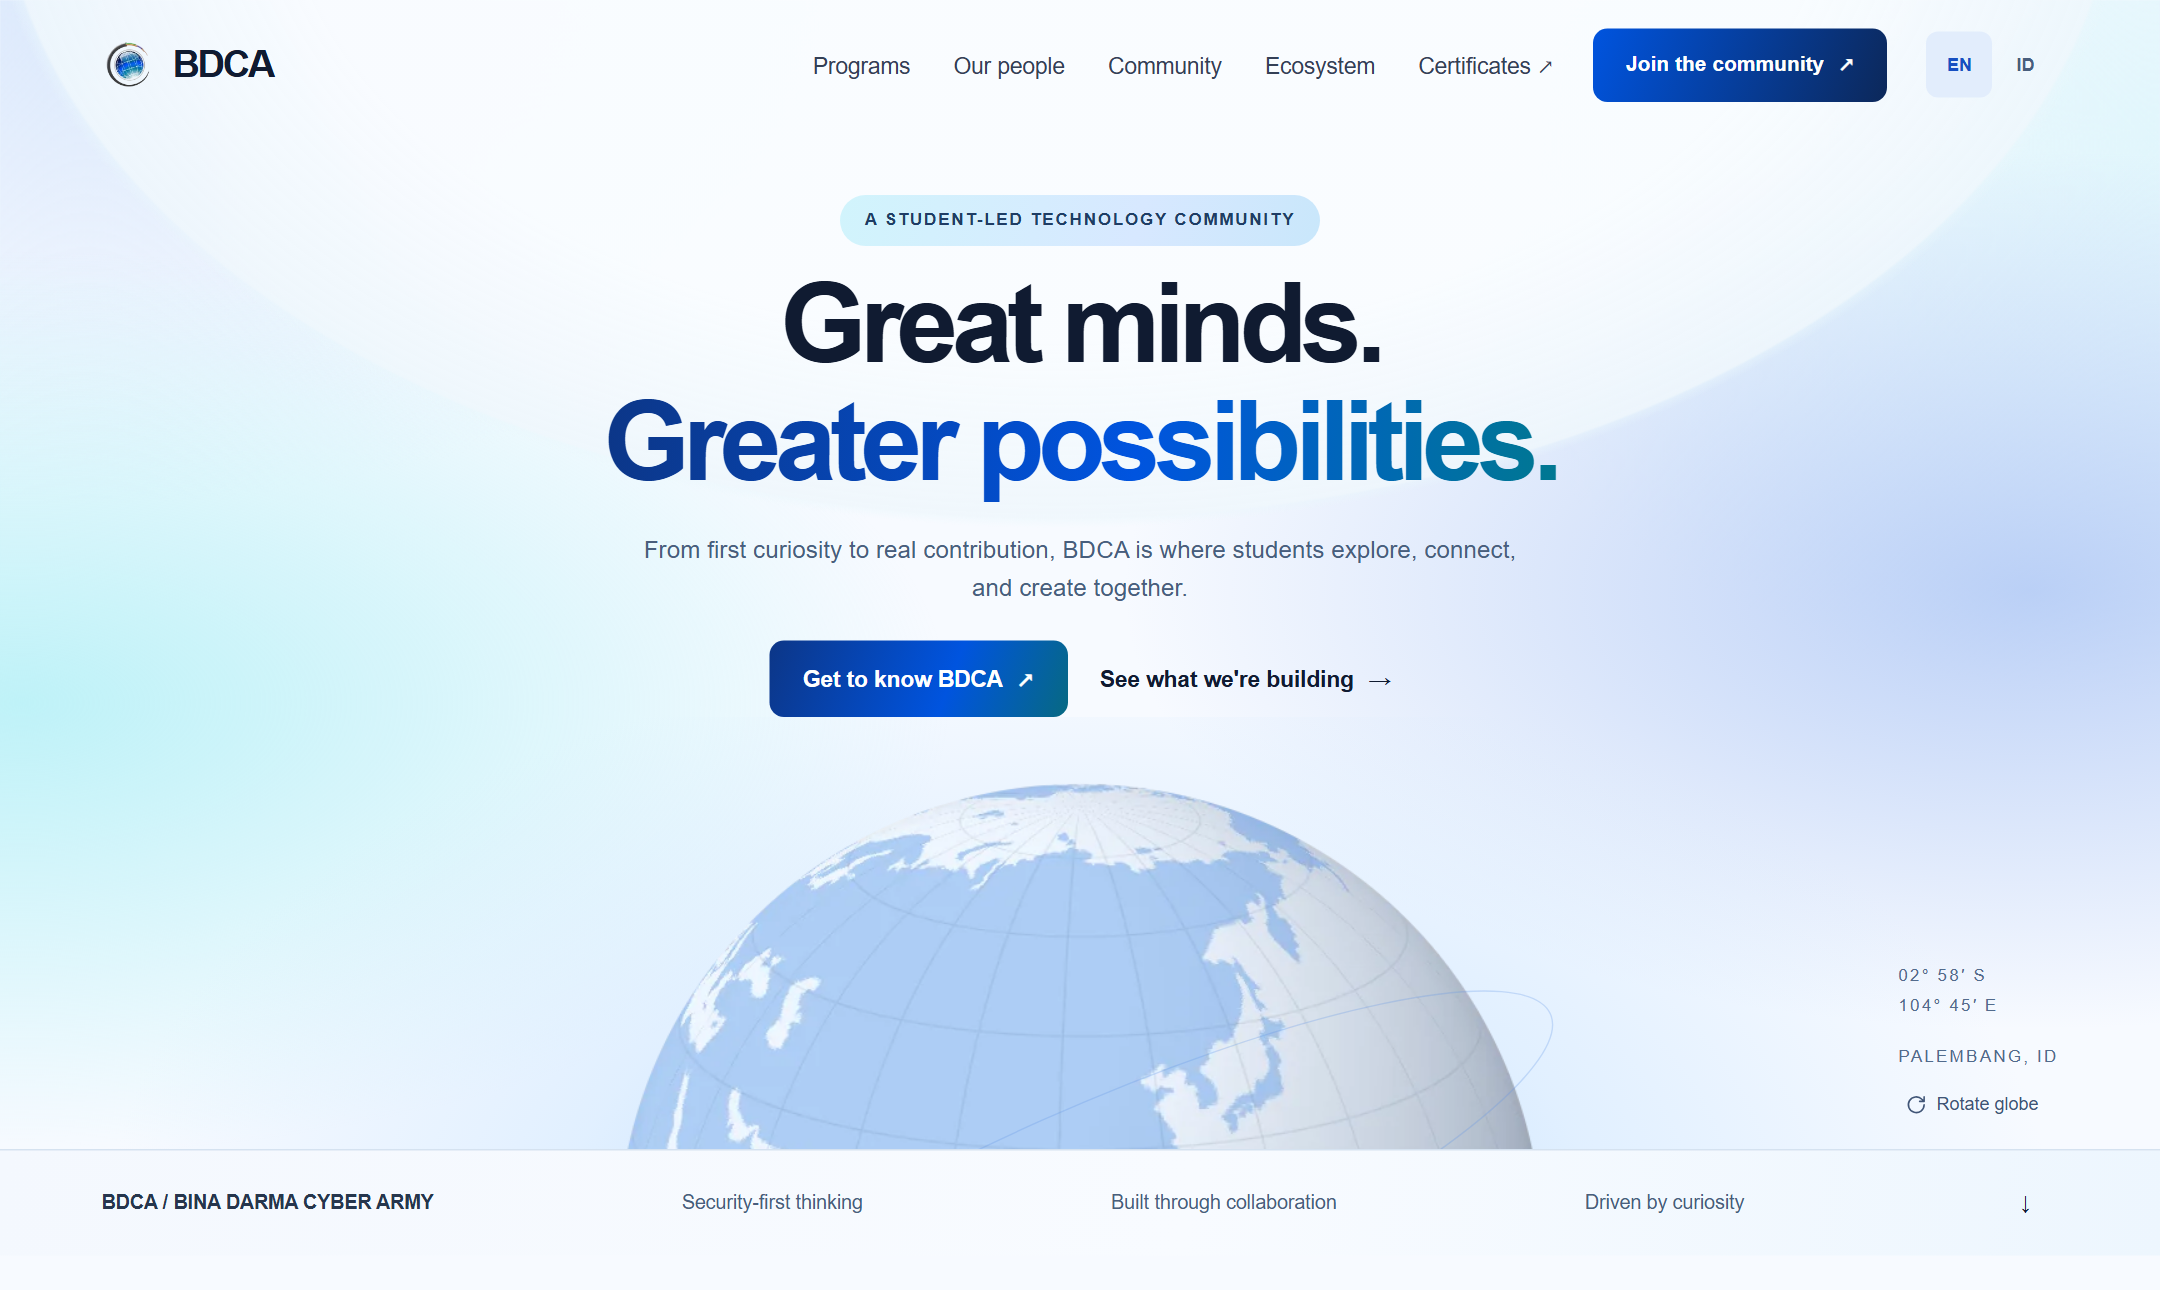 BDCA
Programs
Our people
Community
Ecosystem
Certificates ↗
Join the community ↗
EN
ID
A STUDENT-LED TECHNOLOGY COMMUNITY
Great minds.
Greater possibilities.
From first curiosity to real contribution, BDCA is where students explore, connect,
and create together.
Get to know BDCA ↗
See what we're building →
02° 58′ S
104° 45′ E
PALEMBANG, ID
Rotate globe
BDCA / BINA DARMA CYBER ARMY
Security-first thinking
Built through collaboration
Driven by curiosity
↓